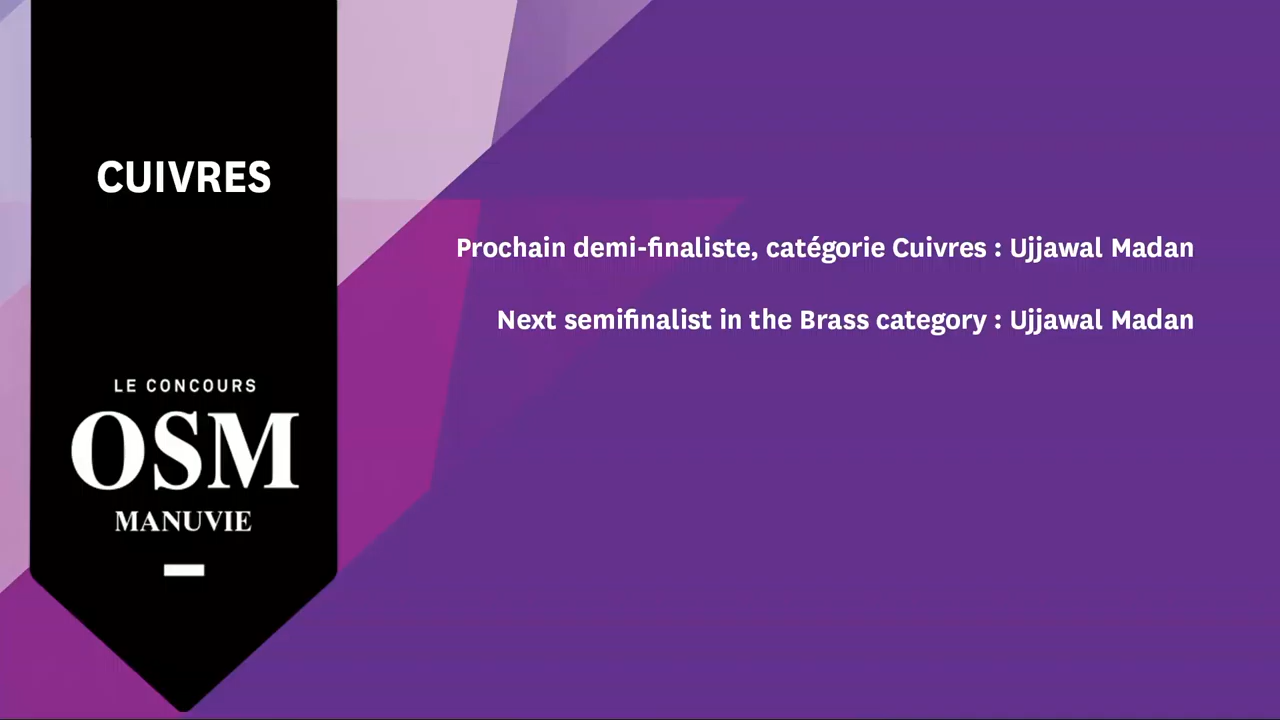 CUIVRES
Prochain demi-finaliste, catégorie Cuivres : Ujjawal Madan
Next semifinalist in the Brass category : Ujjawal Madan
LE CONCOURS
OSM
MANUVIE